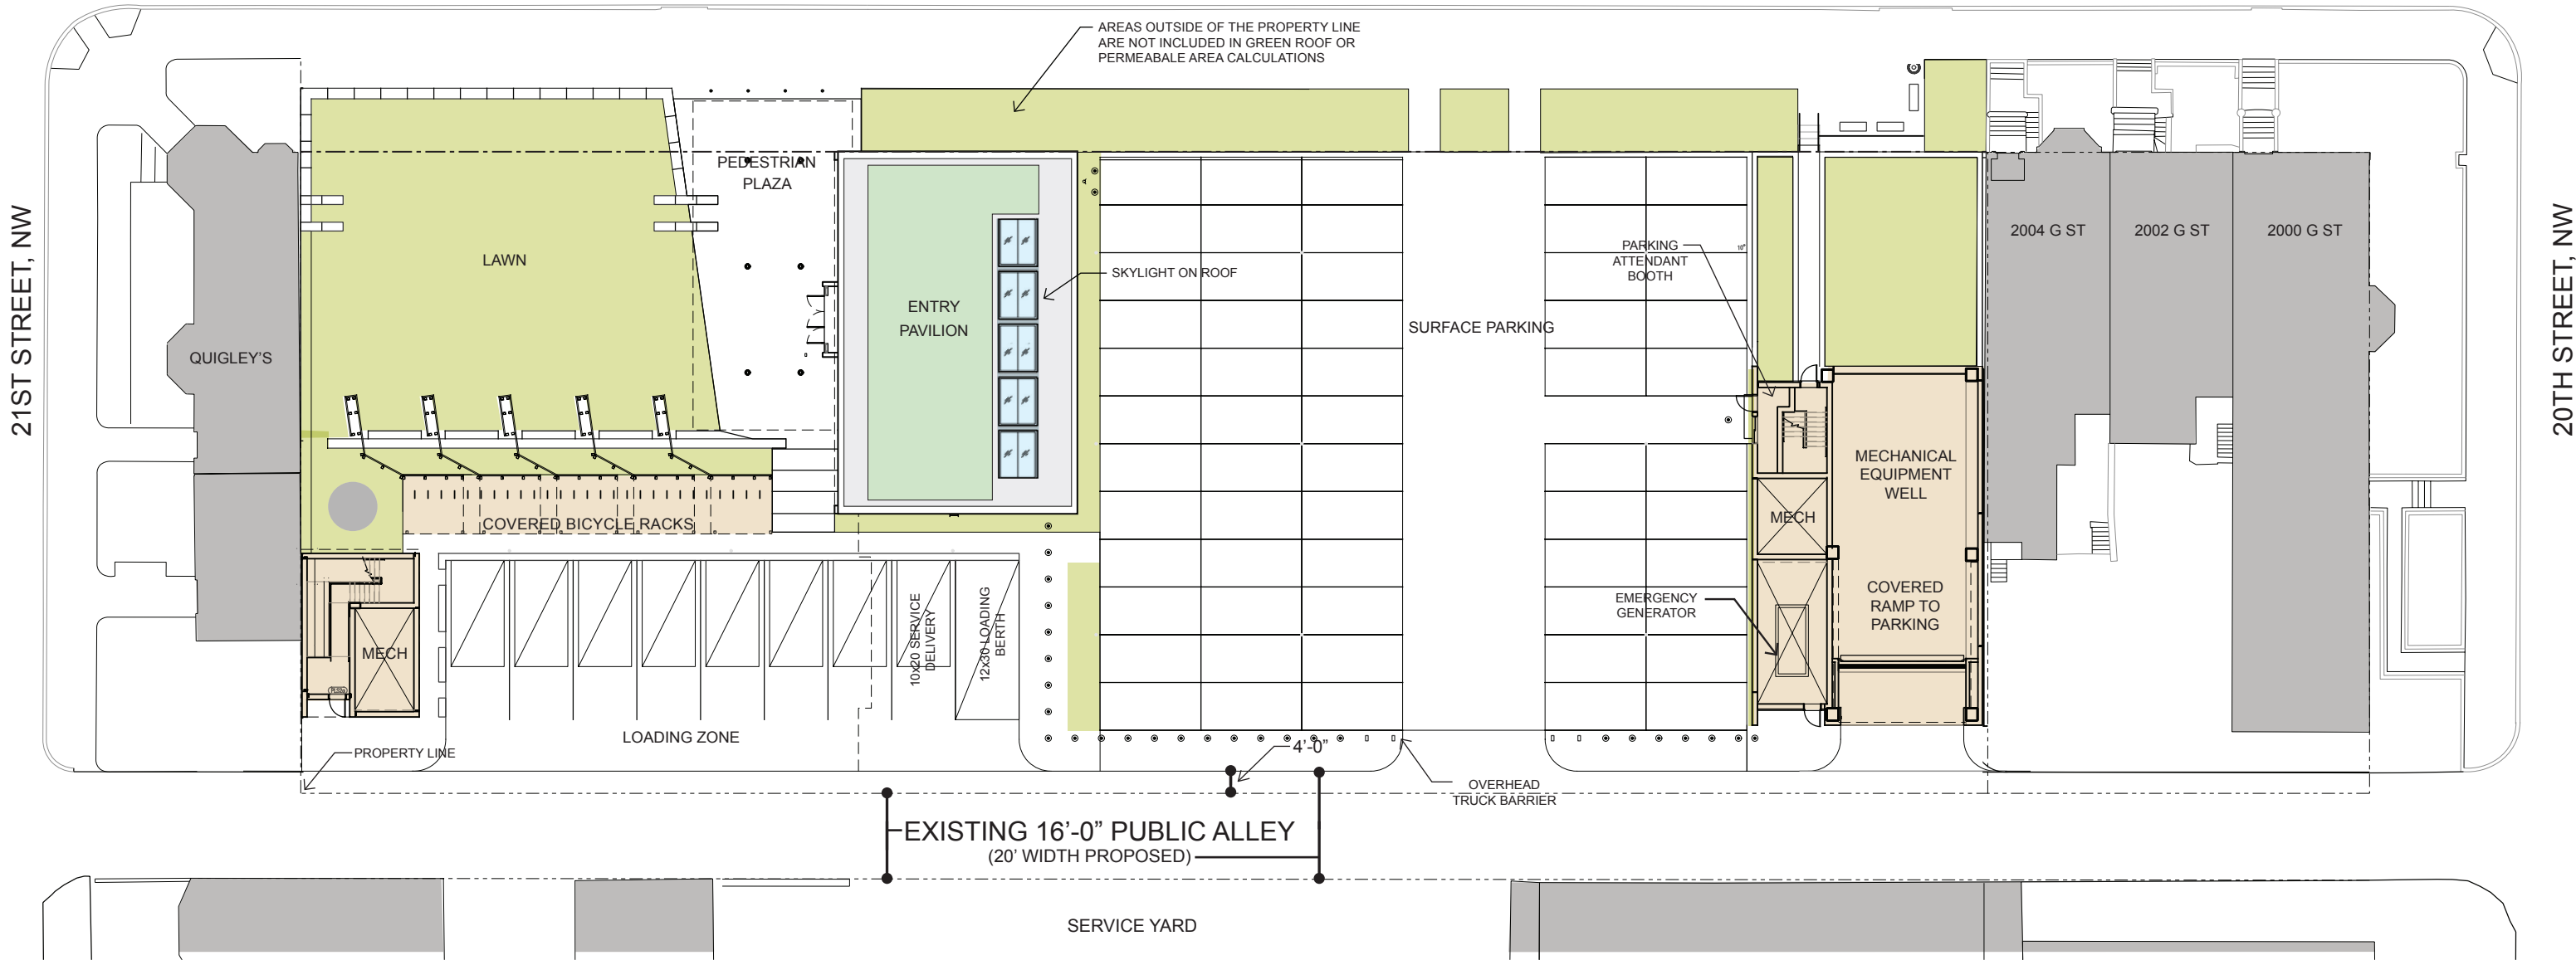 AREAS OUTSIDE OF THE PROPERTY LINE
ARE NOT INCLUDED IN GREEN ROOF OR
PERMEABALE AREA CALCULATIONS
21ST STREET, NW
20TH STREET, NW
PEDESTRIAN
PLAZA
LAWN
QUIGLEY'S
ENTRY
PAVILION
SKYLIGHT ON ROOF
SURFACE PARKING
PARKING
ATTENDANT
BOOTH
10'
2004 G ST
2002 G ST
2000 G ST
MECHANICAL
EQUIPMENT
WELL
MECH
COVERED BICYCLE RACKS
COVERED
RAMP TO
PARKING
EMERGENCY
GENERATOR
MECH
10x20 SERVICE
DELIVERY
12x30 LOADING
BERTH
LOADING ZONE
PROPERTY LINE
4'-0"
OVERHEAD
TRUCK BARRIER
EXISTING 16'-0" PUBLIC ALLEY
(20' WIDTH PROPOSED)
SERVICE YARD